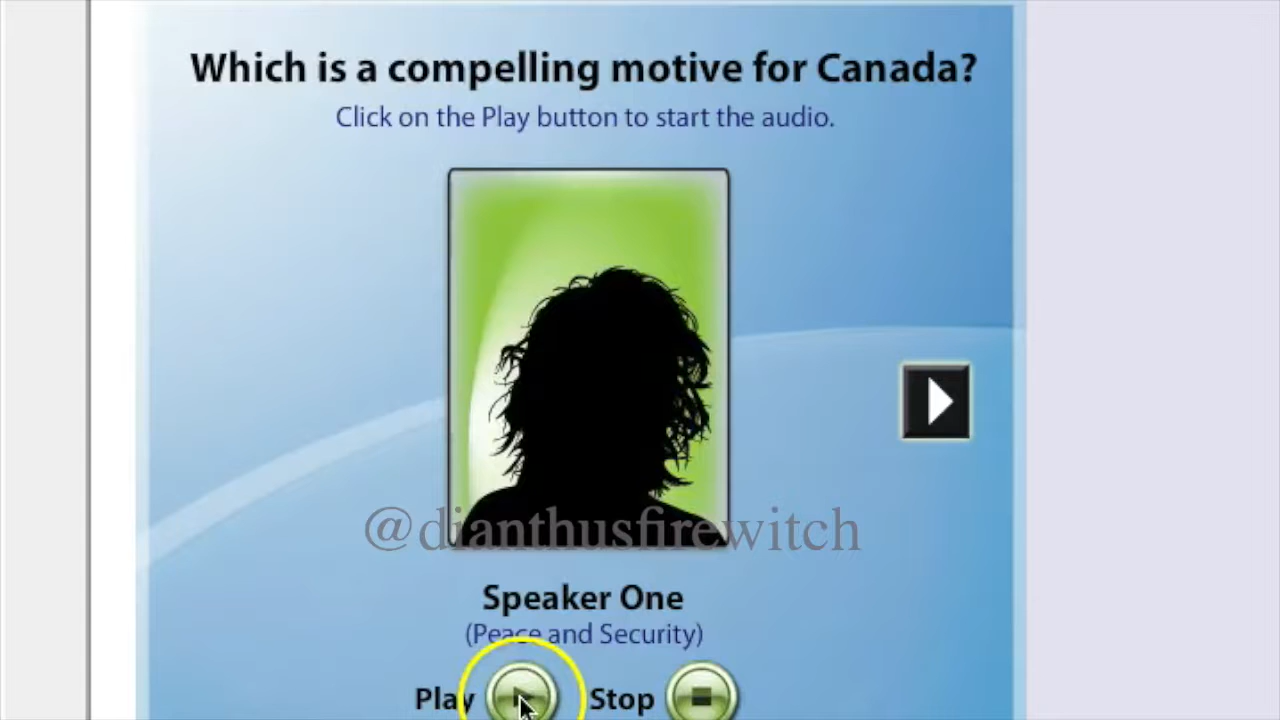 Which is a compelling motive for Canada?
Click on the Play button to start the audio.
@dianthusfirewitch
Speaker One
(Peace and Security)
Play Stop